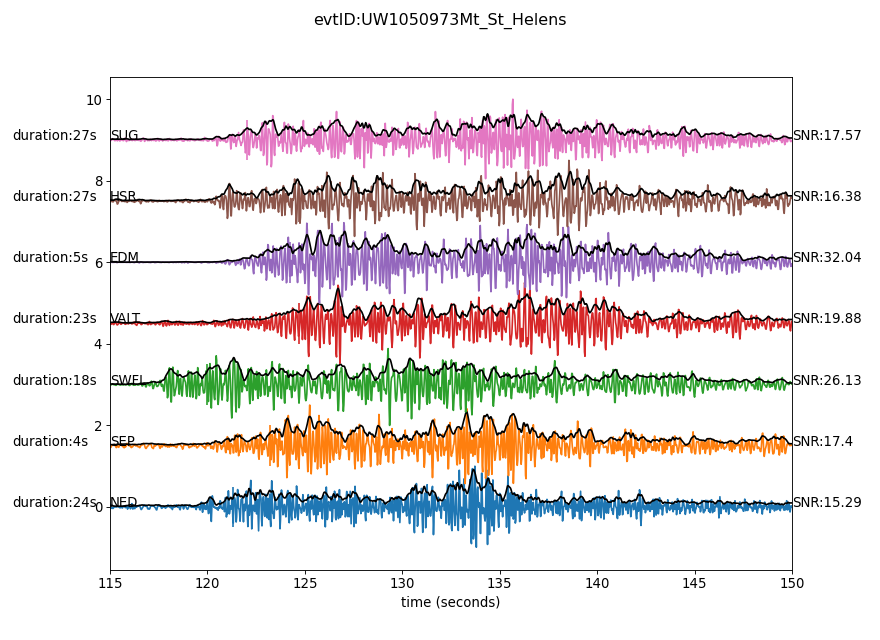 evtID:UW1050973Mt_St_Helens
10
duration:27s SUG SNR:17.57
8
duration:27s HSR SNR:16.38
duration:5s EDM SNR:32.04
6
duration:23s VALT SNR:19.88
4
duration:18s SWFL SNR:26.13
2
duration:4s SEP SNR:17.4
duration:24s NED SNR:15.29
0
115 120 125 130 135 140 145 150
time (seconds)